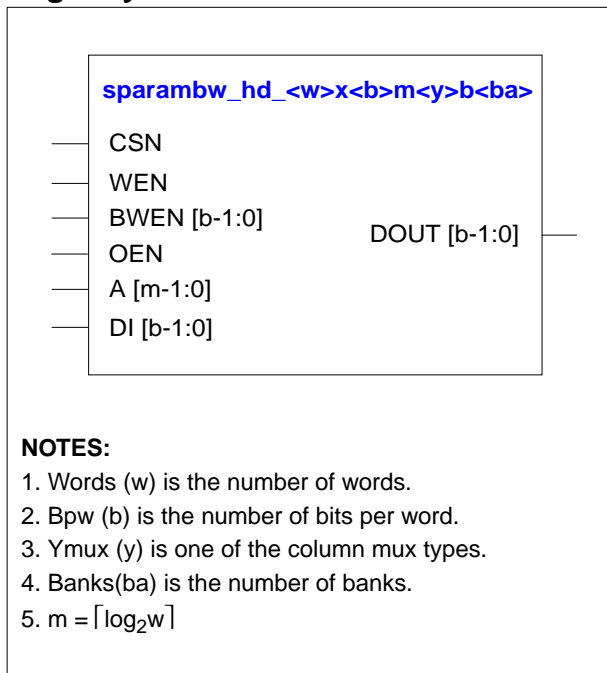 sparambw_hd_<w>x<b>m<y>b<ba>
CSN
WEN
BWEN [b-1:0]
OEN
A [m-1:0]
DI [b-1:0]
DOUT [b-1:0]
NOTES:
1. Words (w) is the number of words.
2. Bpw (b) is the number of bits per word.
3. Ymux (y) is one of the column mux types.
4. Banks(ba) is the number of banks.
5. m = ⌈log₂w⌉